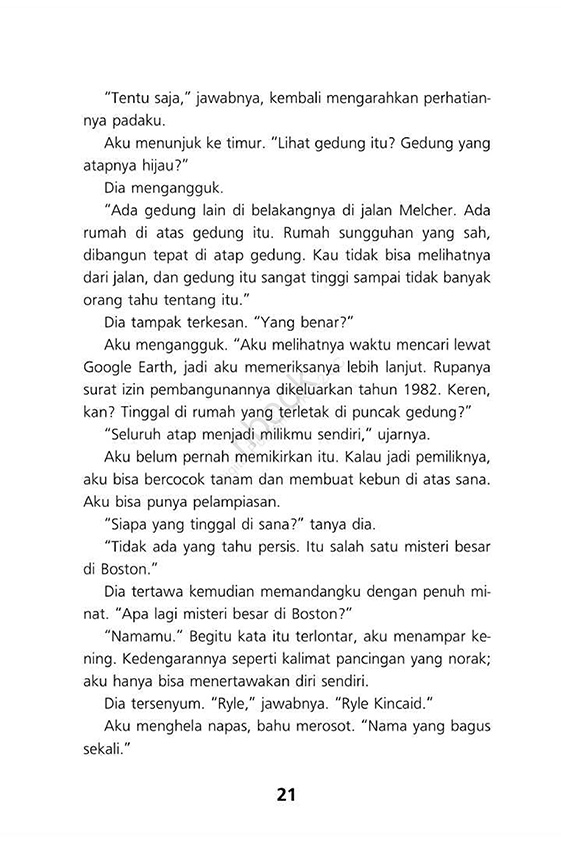 “Tentu saja,” jawabnya, kembali mengarahkan perhatian-
nya padaku.
Aku menunjuk ke timur. “Lihat gedung itu? Gedung yang
atapnya hijau?”
Dia mengangguk.
“Ada gedung lain di belakangnya di jalan Melcher. Ada
rumah di atas gedung itu. Rumah sungguhan yang sah,
dibangun tepat di atap gedung. Kau tidak bisa melihatnya
dari jalan, dan gedung itu sangat tinggi sampai tidak banyak
orang tahu tentang itu.”
Dia tampak terkesan. “Yang benar?”
Aku mengangguk. “Aku melihatnya waktu mencari lewat
Google Earth, jadi aku memeriksanya lebih lanjut. Rupanya
surat izin pembangunannya dikeluarkan tahun 1982. Keren,
kan? Tinggal di rumah yang terletak di puncak gedung?”
“Seluruh atap menjadi milikmu sendiri,” ujarnya.
Aku belum pernah memikirkan itu. Kalau jadi pemiliknya,
aku bisa bercocok tanam dan membuat kebun di atas sana.
Aku bisa punya pelampiasan.
“Siapa yang tinggal di sana?” tanya dia.
“Tidak ada yang tahu persis. Itu salah satu misteri besar
di Boston.”
Dia tertawa kemudian memandangku dengan penuh mi-
nat. “Apa lagi misteri besar di Boston?”
“Namamu.” Begitu kata itu terlontar, aku menampar ke-
ning. Kedengarannya seperti kalimat pancingan yang norak;
aku hanya bisa menertawakan diri sendiri.
Dia tersenyum. “Ryle,” jawabnya. “Ryle Kincaid.”
Aku menghela napas, bahu merosot. “Nama yang bagus
sekali.”
21